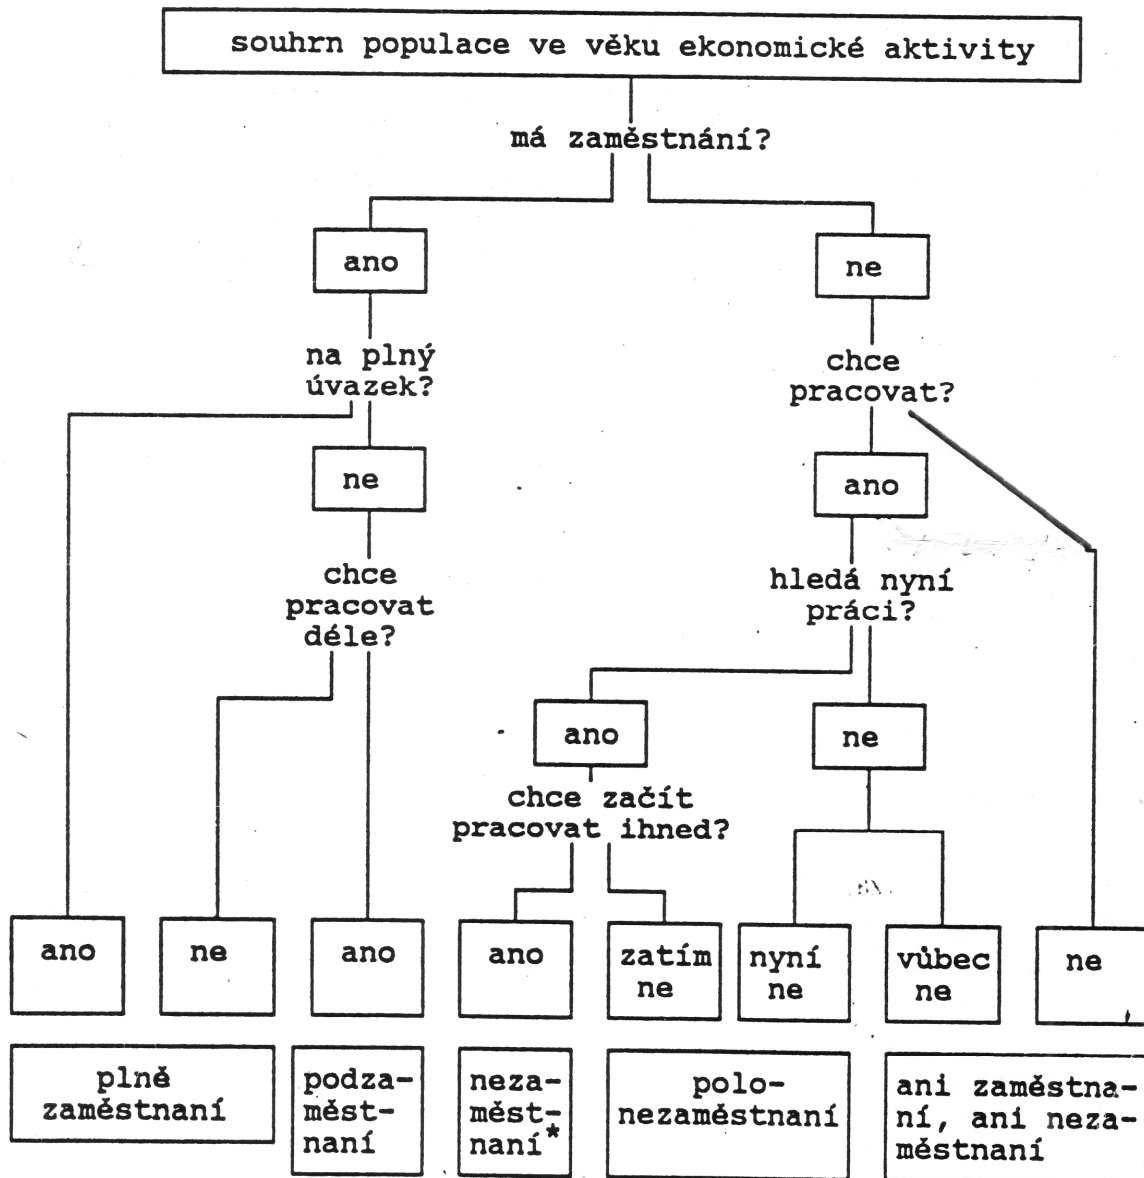 souhrn populace ve věku ekonomické aktivity
má zaměstnání?
ano
ne
na plný
úvazek?
chce
pracovat?
ne
ano
chce
pracovat
déle?
hledá nyní
práci?
ano
ne
chce začít
pracovat ihned?
ano
ne
ano
ano
zatím
ne
nyní
ne
vůbec
ne
ne
plně
zaměstnaní
podza-
měst-
naní
neza-
měst-
naní*
polo-
nezaměstnaní
ani zaměstna-
ní, ani neza-
městnaní